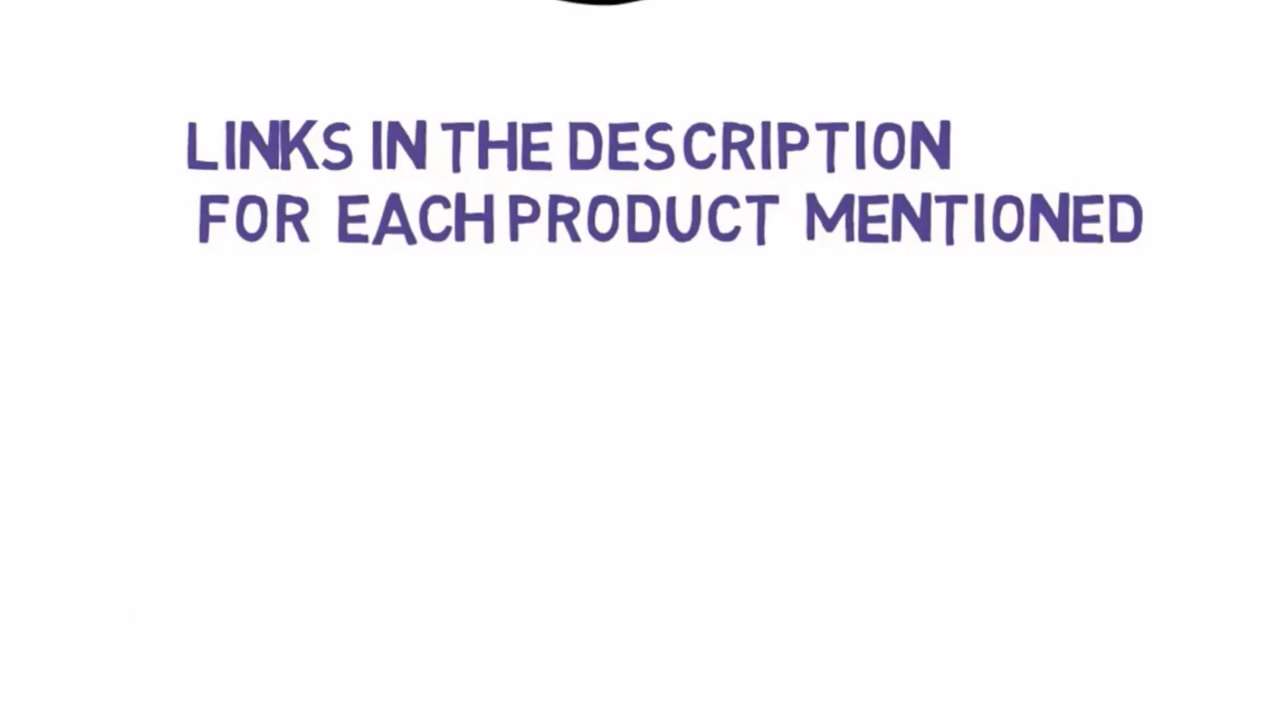 LINKS IN THE DESCRIPTION
FOR EACH PRODUCT MENTIONED